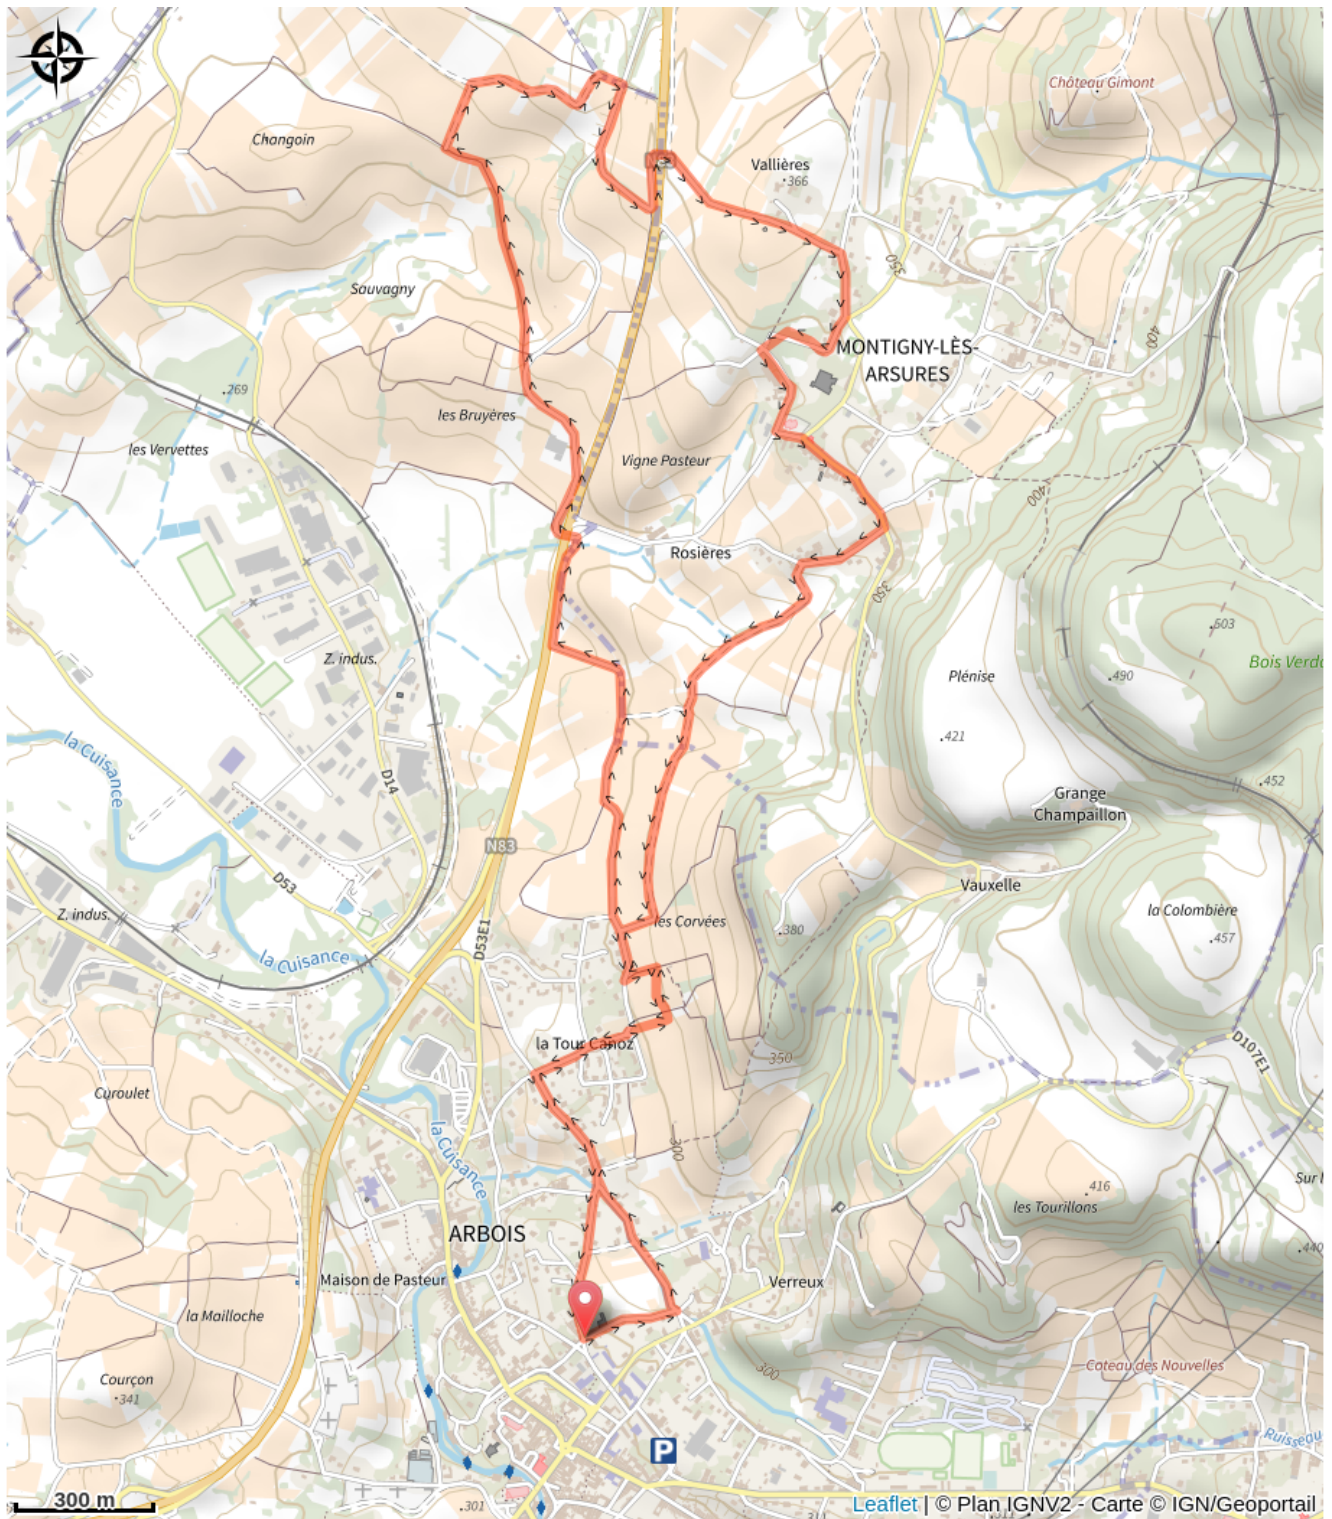 Château Gimont
Changoin
Vallières
366
350
Sauvagny
400
MONTIGNY-LÈS-
ARSURES
269
les Bruyères
les Vervettes
Vigne Pasteur
400
Rosières
350
503
Z. indus.
Bois Verd
Plénise
490
421
la Cuisance
D14
452
Grange
Champaillon
N83
D53
Vauxelle
Z. indus.
la Colombière
les Corvées
380
457
D53E1
la Cuisance
la Tour Canoz
350
D107E1
Curoulet
la Cuisance
300
Sur
416
les Tourillons
P
ARBOIS
440
Maison de Pasteur
Verreux
la Mailloche
300
Coteau des Nouvelles
Courçon
341
Ruisseau
P
300 m
301
311
Leaflet | © Plan IGNV2 - Carte © IGN/Geoportail